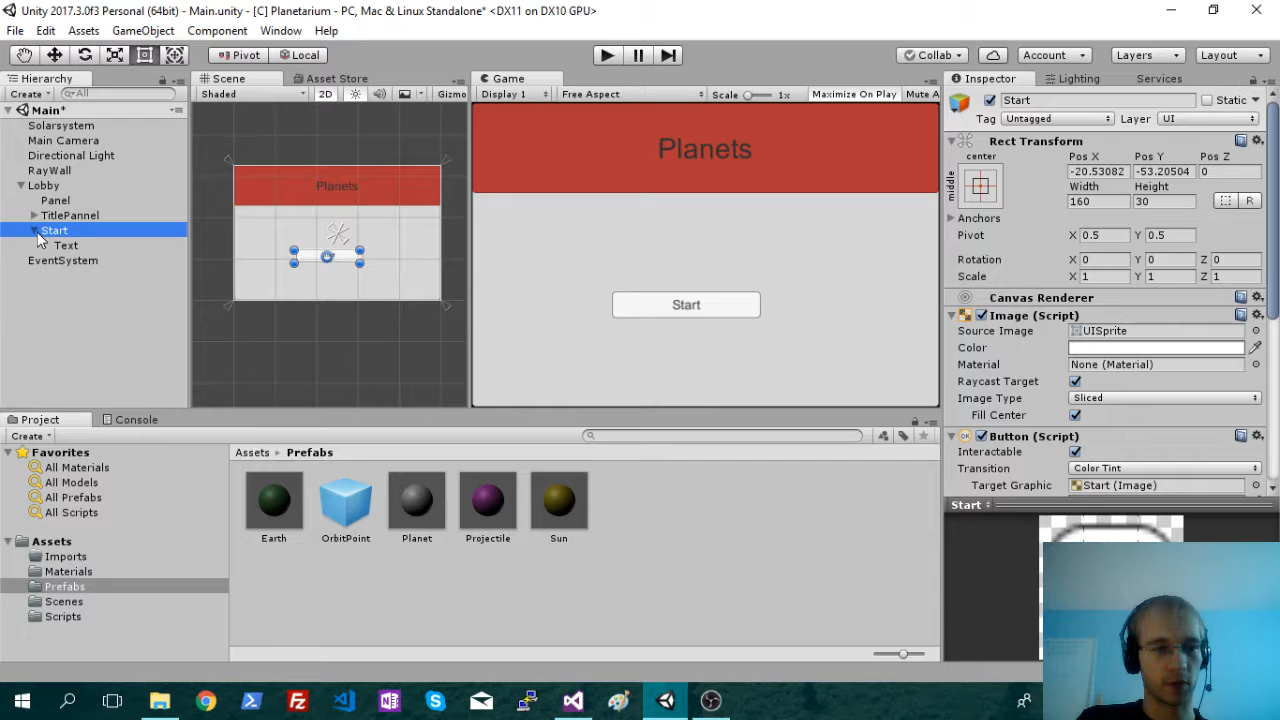 Unity 2017.3.0f3 Personal (64bit) - Main.unity - [C] Planetarium - PC, Mac & Linux Standalone* <DX11 on DX10 GPU>
File Edit Assets GameObject Component Window Help
Pivot Local Collab Account Layers Layout
Hierarchy Scene Asset Store Game Inspector Lighting Services
Create All Shaded 2D Gizmo Display 1 Free Aspect Scale 1x Maximize On Play Mute A
Start Static
Main*
Tag Untagged Layer UI
Solarsystem
Main Camera
Directional Light
RayWall
Lobby
Panel
TitlePannel
Start
Text
EventSystem
Planets
Planets
Start
Rect Transform
center
middle
Pos X Pos Y Pos Z
-20.53082 -53.20504 0
Width Height
160 30
R
Anchors
Pivot X 0.5 Y 0.5
Rotation X 0 Y 0 Z 0
Scale X 1 Y 1 Z 1
Canvas Renderer
Image (Script)
Source Image UISprite
Color
Material None (Material)
Raycast Target
Image Type Sliced
Fill Center
Button (Script)
Interactable
Transition Color Tint
Target Graphic Start (Image)
Start
Project Console
Create
Favorites
All Materials
All Models
All Prefabs
All Scripts
Assets
Imports
Materials
Prefabs
Scenes
Scripts
Assets Prefabs
Earth OrbitPoint Planet Projectile Sun